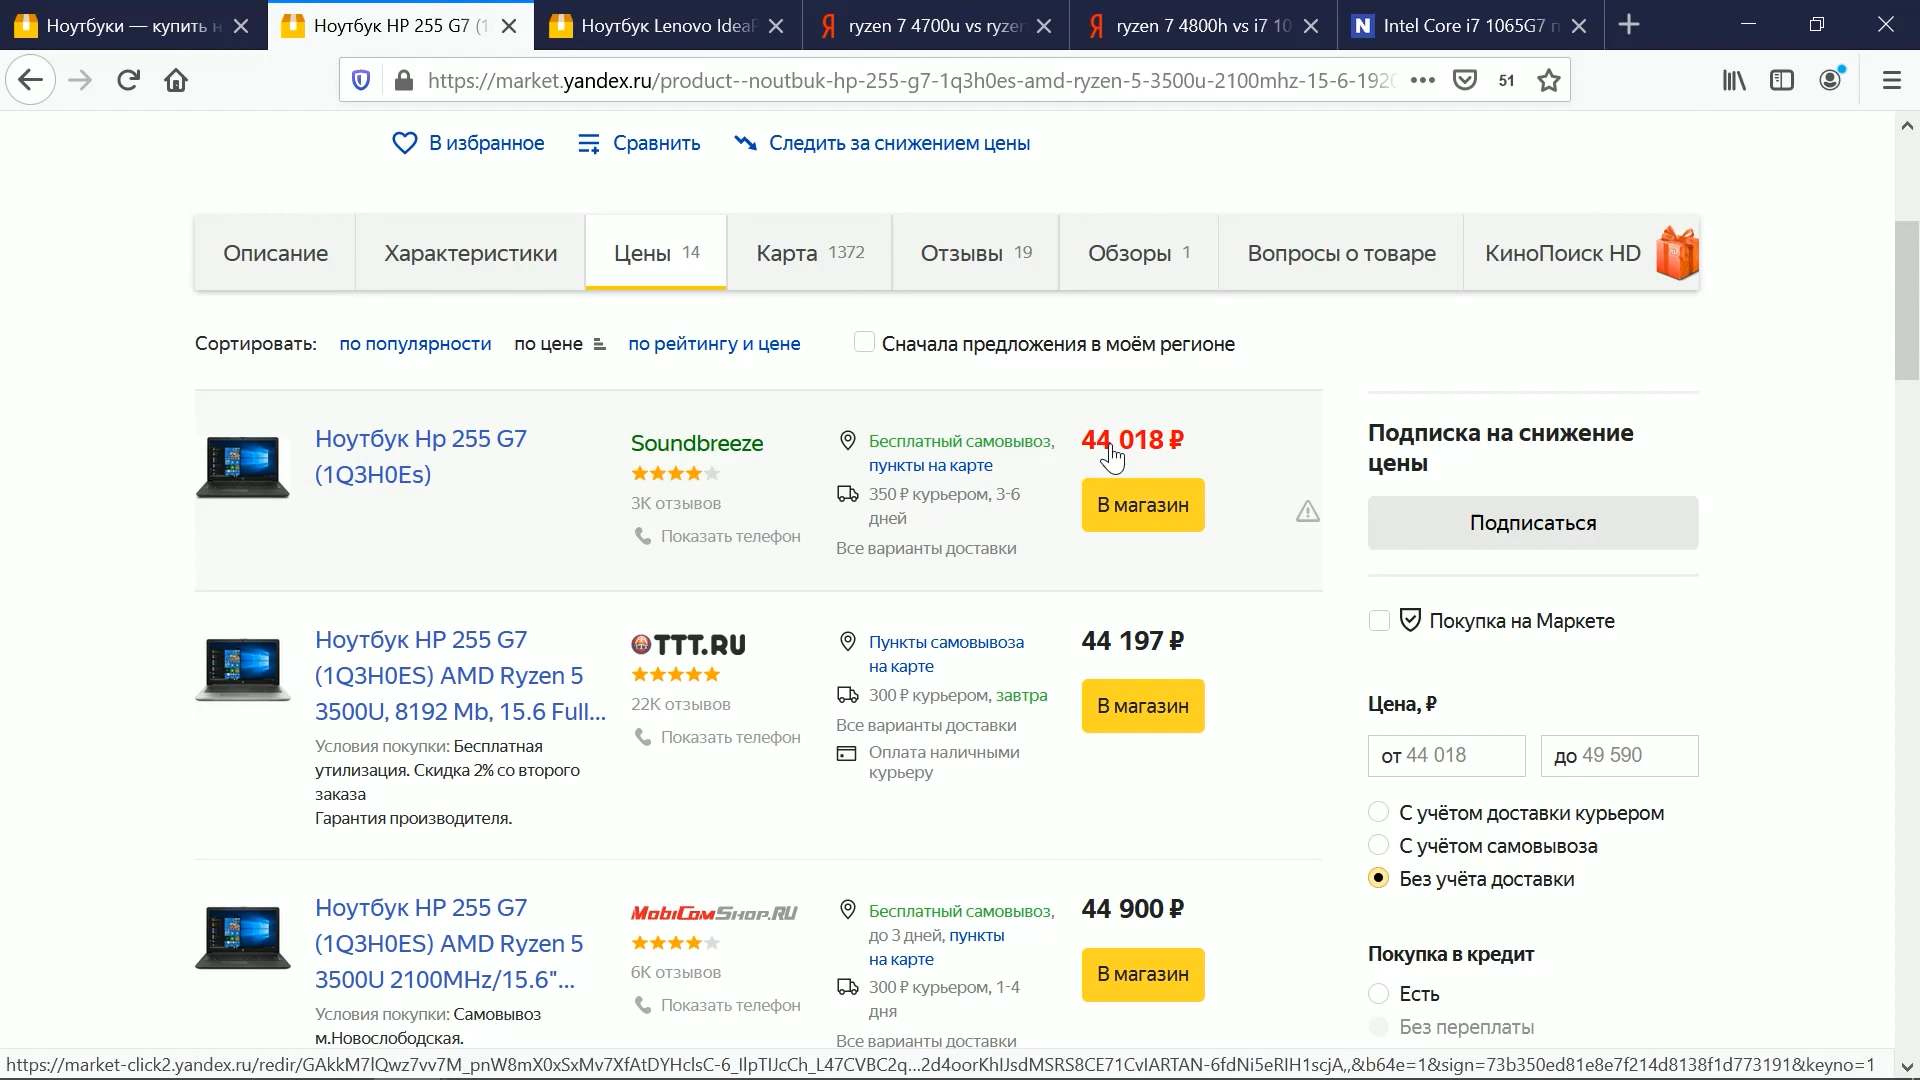 Ноутбуки — купить н
Ноутбук HP 255 G7 (1
Ноутбук Lenovo IdeaP
ryzen 7 4700u vs ryzen
ryzen 7 4800h vs i7 10
Intel Core i7 1065G7 п
https://market.yandex.ru/product--noutbuk-hp-255-g7-1q3h0es-amd-ryzen-5-3500u-2100mhz-15-6-1920
51
В избранное
Сравнить
Следить за снижением цены
Описание
Характеристики
Цены 14
Карта 1372
Отзывы 19
Обзоры 1
Вопросы о товаре
КиноПоиск HD
Сортировать: по популярности по цене по рейтингу и цене
Сначала предложения в моём регионе
Ноутбук Hp 255 G7
(1Q3H0Es)
Soundbreeze
3K отзывов
Показать телефон
Бесплатный самовывоз,
пункты на карте
350 ₽ курьером, 3-6
дней
Все варианты доставки
44 018 ₽
В магазин
Ноутбук HP 255 G7
(1Q3H0ES) AMD Ryzen 5
3500U, 8192 Mb, 15.6 Full...
Условия покупки: Бесплатная
утилизация. Скидка 2% со второго
заказа
Гарантия производителя.
TTT.RU
22K отзывов
Показать телефон
Пункты самовывоза
на карте
300 ₽ курьером, завтра
Все варианты доставки
Оплата наличными
курьеру
44 197 ₽
В магазин
Ноутбук HP 255 G7
(1Q3H0ES) AMD Ryzen 5
3500U 2100MHz/15.6"...
Условия покупки: Самовывоз
м.Новослободская.
MobiComShop.RU
6K отзывов
Показать телефон
Бесплатный самовывоз,
до 3 дней, пункты
на карте
300 ₽ курьером, 1-4
дня
Все варианты доставки
44 900 ₽
В магазин
Подписка на снижение
цены
Подписаться
Покупка на Маркете
Цена, ₽
от 44 018
до 49 590
С учётом доставки курьером
С учётом самовывоза
Без учёта доставки
Покупка в кредит
Есть
Без переплаты